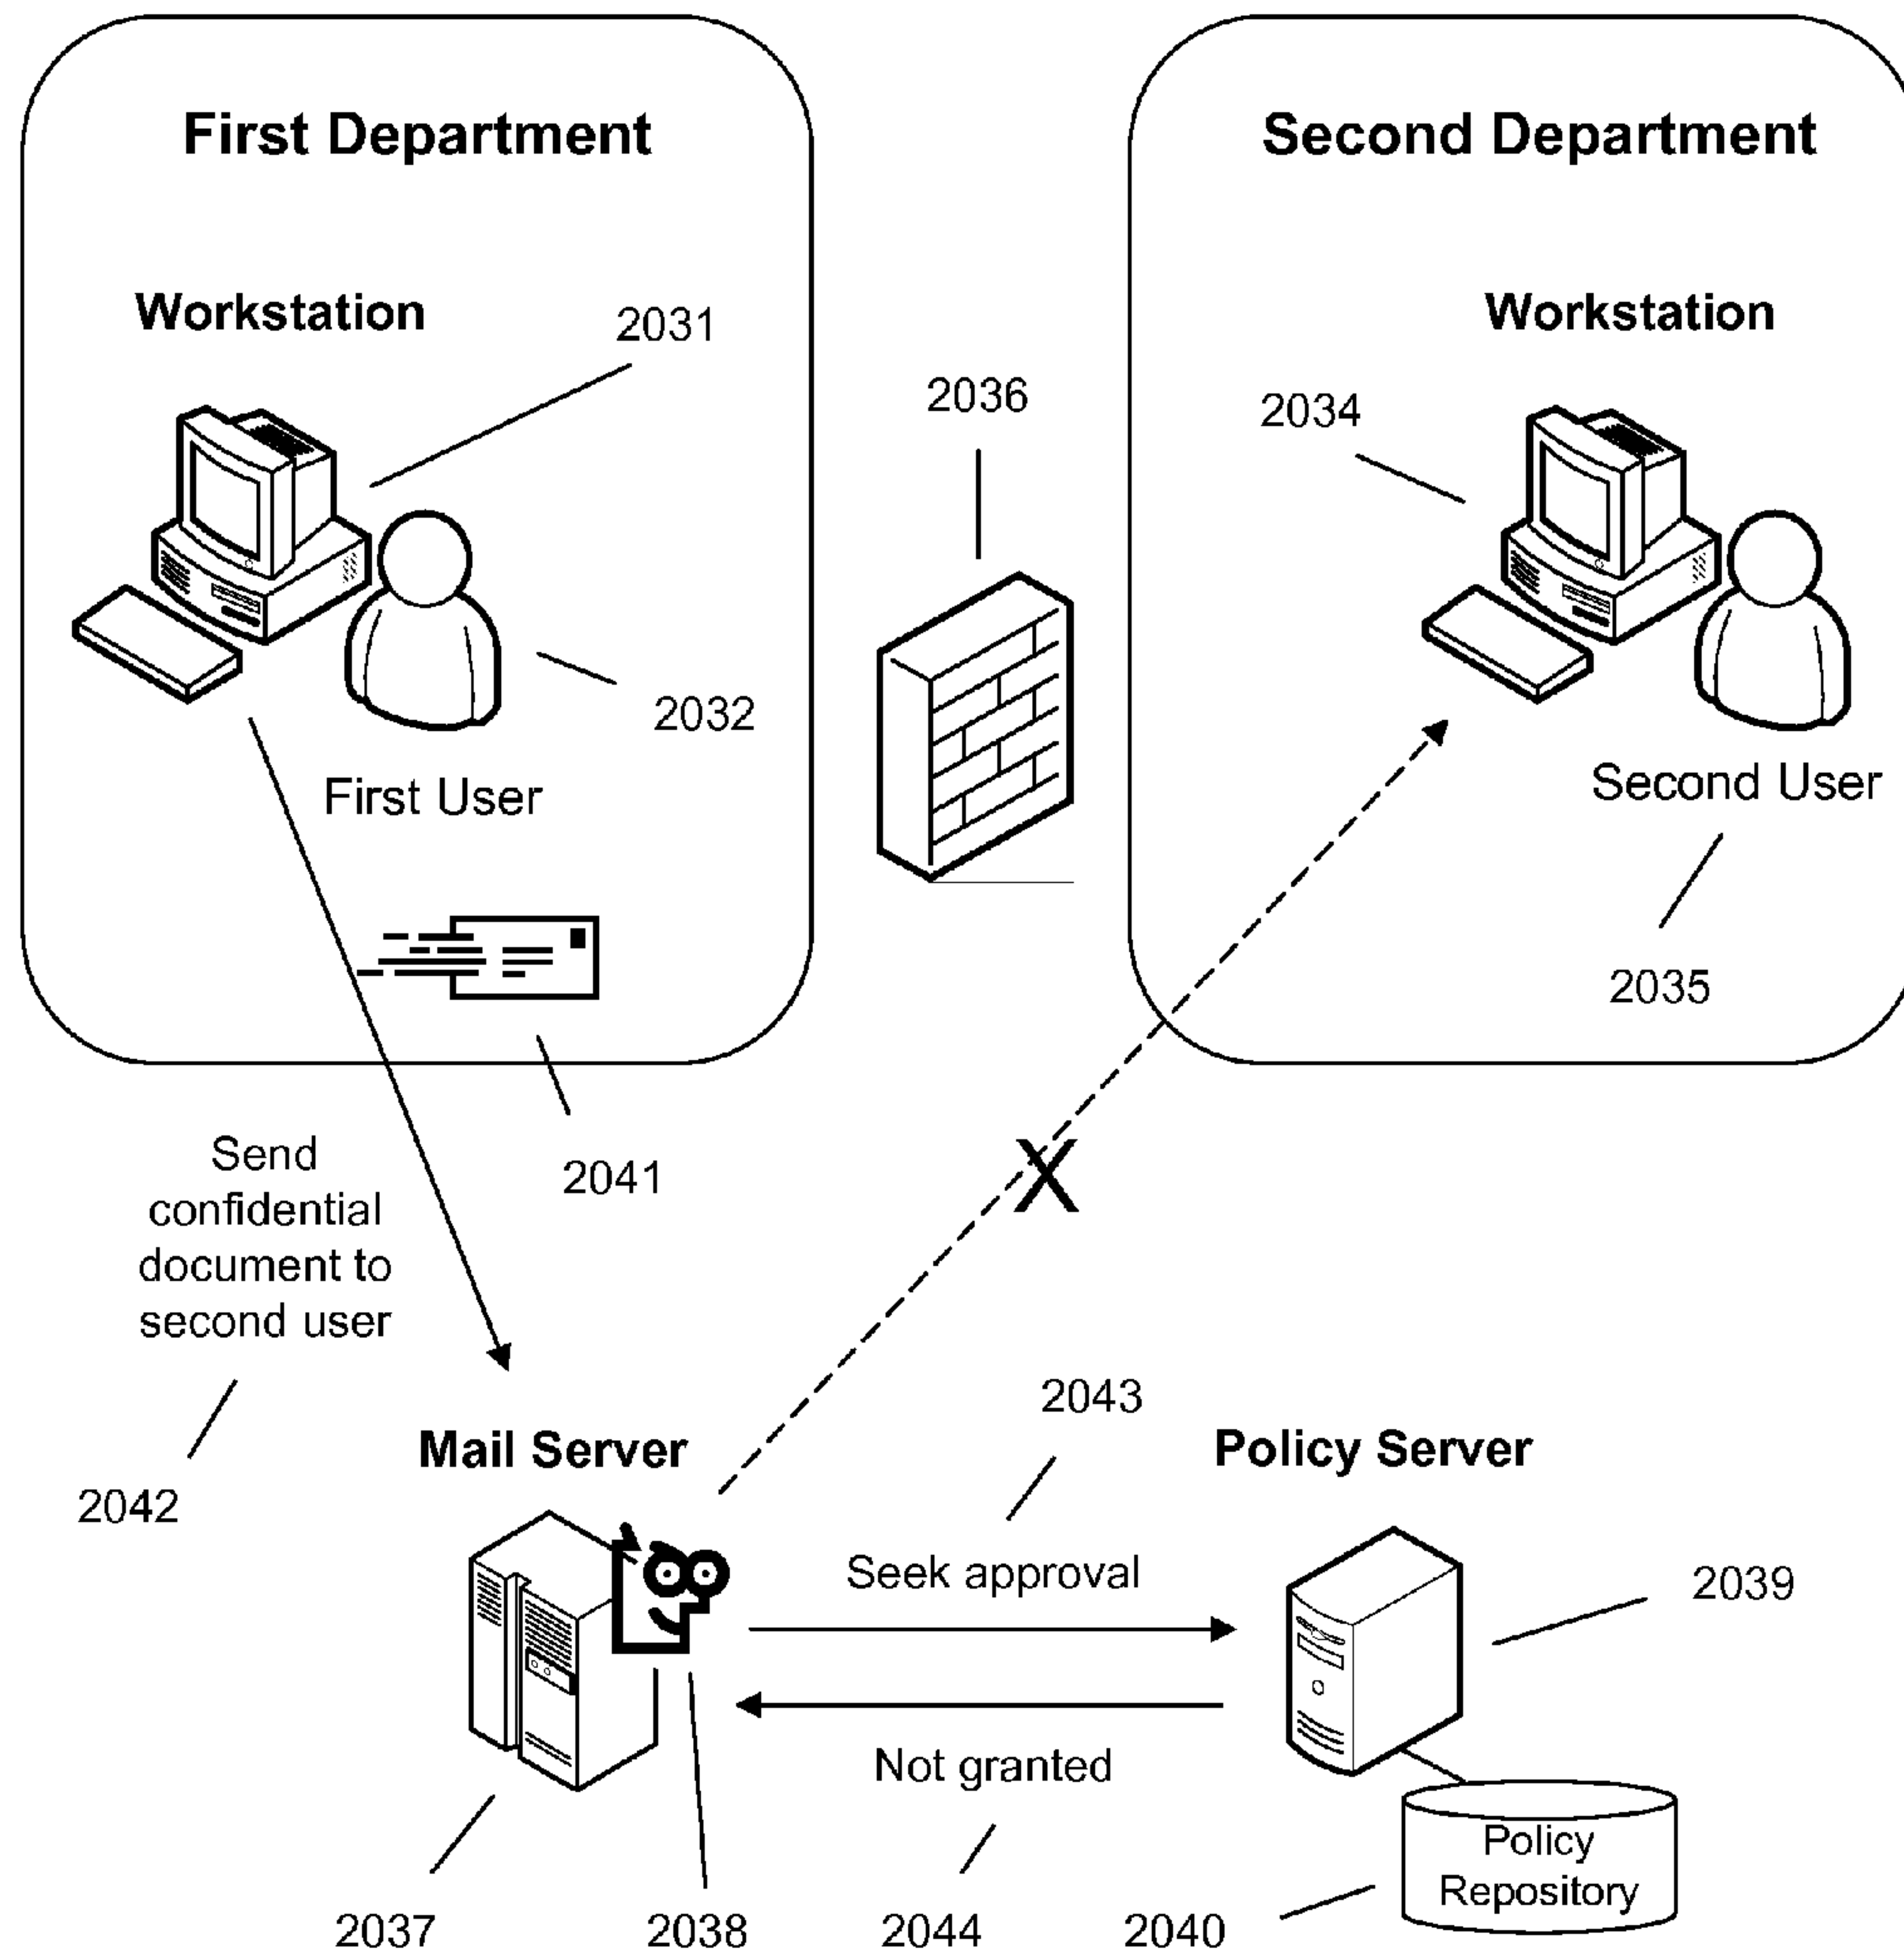 First Department
Second Department
Workstation
2031
Workstation
2036
2034
2032
First User
Second User
2035
Send
confidential
document to
second user
2041
X
2043
Mail Server
Policy Server
2042
Seek approval
2039
Not granted
Policy
Repository
2037
2038
2044
2040